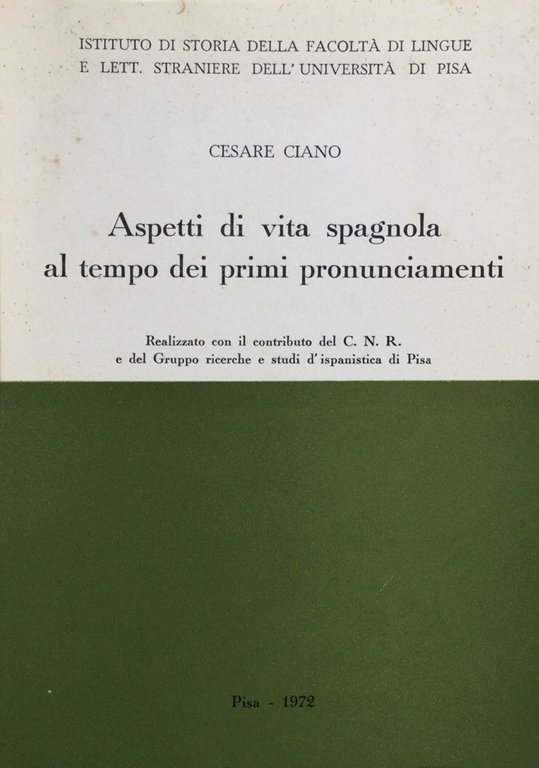 ISTITUTO DI STORIA DELLA FACOLTÀ DI LINGUE
E LETT. STRANIERE DELL'UNIVERSITÀ DI PISA
CESARE CIANO
Aspetti di vita spagnola
al tempo dei primi pronunciamenti
Realizzato con il contributo del C. N. R.
e del Gruppo ricerche e studi d'ispanistica di Pisa
Pisa - 1972